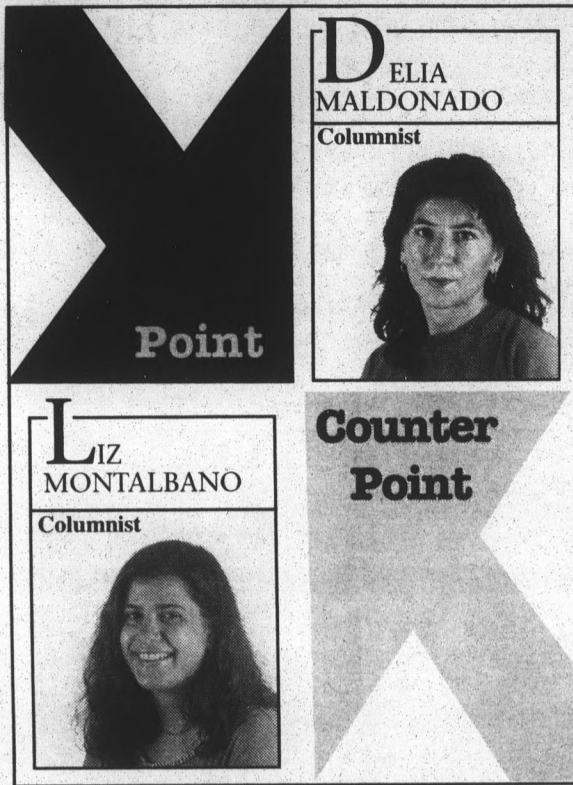 DELIA
MALDONADO
Columnist
Point
LIZ
MONTALBANO
Columnist
Counter
Point